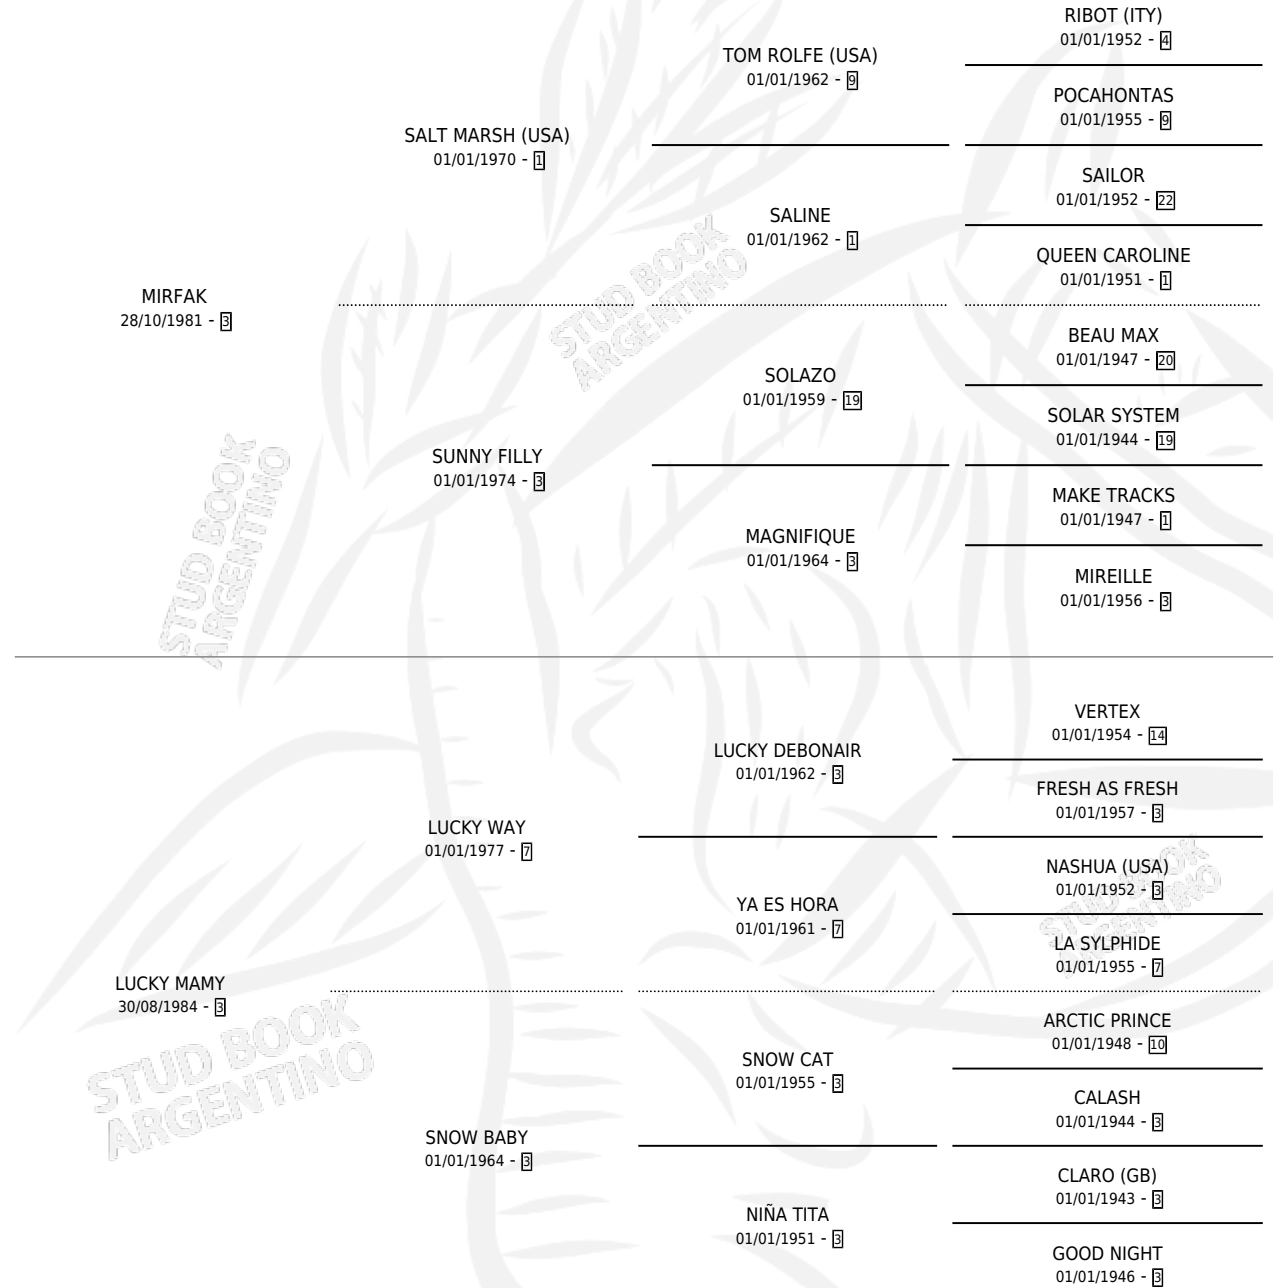 RIBOT (ITY)
01/01/1952 - 4
TOM ROLFE (USA)
01/01/1962 - 9
POCAHONTAS
01/01/1955 - 9
SALT MARSH (USA)
01/01/1970 - 1
SAILOR
01/01/1952 - 22
SALINE
01/01/1962 - 1
QUEEN CAROLINE
01/01/1951 - 1
MIRFAK
28/10/1981 - 3
BEAU MAX
01/01/1947 - 20
SOLAZO
01/01/1959 - 19
SOLAR SYSTEM
01/01/1944 - 19
SUNNY FILLY
01/01/1974 - 3
MAKE TRACKS
01/01/1947 - 1
MAGNIFIQUE
01/01/1964 - 3
MIREILLE
01/01/1956 - 3
VERTEX
01/01/1954 - 14
LUCKY DEBONAIR
01/01/1962 - 3
FRESH AS FRESH
01/01/1957 - 3
LUCKY WAY
01/01/1977 - 7
NASHUA (USA)
01/01/1952 - 3
YA ES HORA
01/01/1961 - 7
LA SYLPHIDE
01/01/1955 - 7
LUCKY MAMY
30/08/1984 - 3
ARCTIC PRINCE
01/01/1948 - 10
SNOW CAT
01/01/1955 - 3
CALASH
01/01/1944 - 3
SNOW BABY
01/01/1964 - 3
CLARO (GB)
01/01/1943 - 3
NIÑA TITA
01/01/1951 - 3
GOOD NIGHT
01/01/1946 - 3
STUD BOOK
ARGENTINO
STUD BOOK
ARGENTINO
STUD BOOK
ARGENTINO
STUD BOOK
ARGENTINO